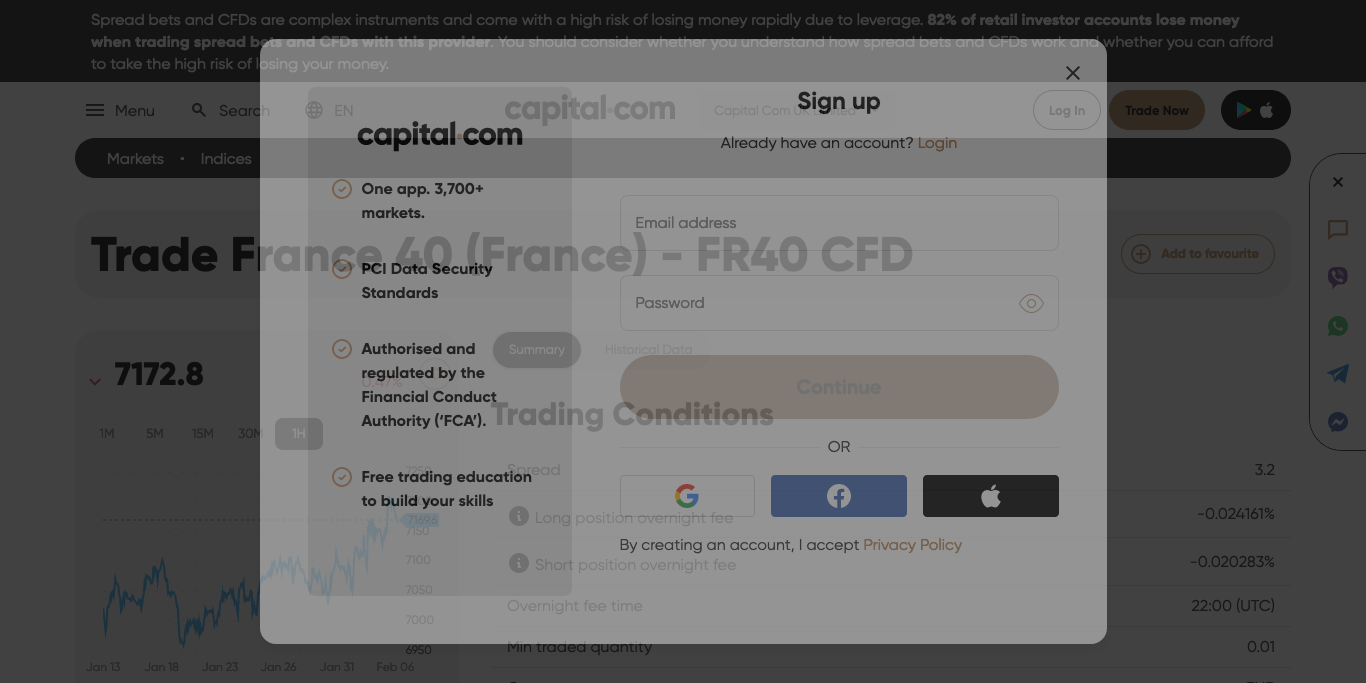 Spread bets and CFDs are complex instruments and come with a high risk of losing money rapidly due to leverage. 82% of retail investor accounts lose money
when trading spread bets and CFDs with this provider. You should consider whether you understand how spread bets and CFDs work and whether you can afford
to take the high risk of losing your money.
Menu
Search
EN
capital.com
Capital Com UK Limited
Log In
Trade Now
Markets
Indices
Trade France 40 (France) - FR40 CFD
Add to favourite
7172.8
0.47%
1M
5M
15M
30M
1H
7250
7169.6
7150
7100
7050
7000
6950
Jan 13
Jan 18
Jan 23
Jan 26
Jan 31
Feb 06
Summary
Historical Data
Trading Conditions
Spread
3.2
Long position overnight fee
-0.024161%
Short position overnight fee
-0.020283%
Overnight fee time
22:00 (UTC)
Min traded quantity
0.01
capital.com
One app. 3,700+
markets.
PCI Data Security
Standards
Authorised and
regulated by the
Financial Conduct
Authority (‘FCA’).
Free trading education
to build your skills
Sign up
Already have an account? Login
Email address
Password
Continue
OR
By creating an account, I accept Privacy Policy